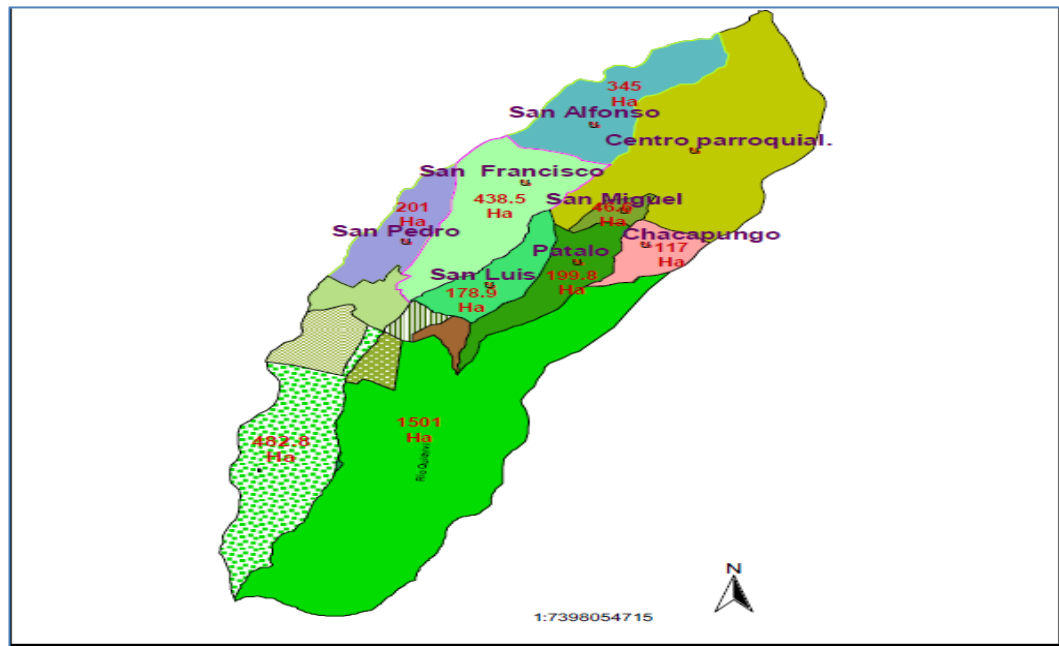 345
Ha
San Alfonso
Centro parroquial.
San Francisco
438.5
Ha
San Miguel
Ha
201
Ha
San Pedro
Chacapungo
117
Ha
Patalo
199.8
Ha
San Luis
178.9
Ha
1501
Ha
482.8
Ha
N
1:7398054715